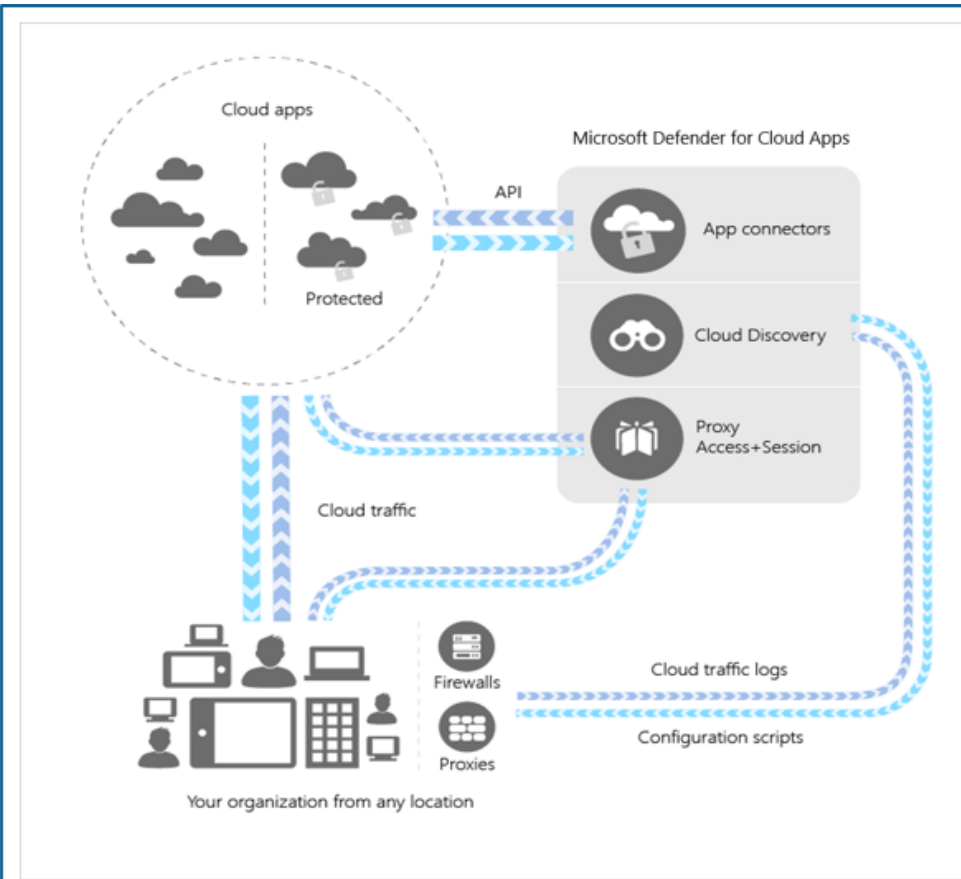 Cloud apps
Microsoft Defender for Cloud Apps
API
App connectors
Protected
Cloud Discovery
Proxy
Access+Session
Cloud traffic
Firewalls
Cloud traffic logs
Configuration scripts
Proxies
Your organization from any location